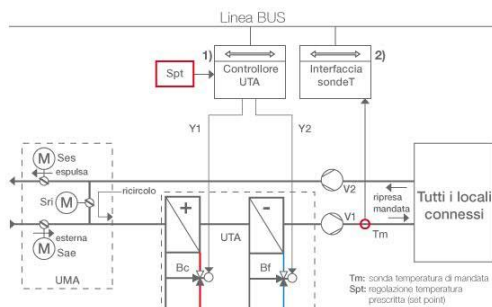 Linea BUS
1)
2)
Spt
Controllore
UTA
Interfaccia
sondeT
Y1
Y2
M
Ses
espulsa
M
Sri
ricircolo
M
esterna
Sae
UMA
+
-
UTA
Bc
Bf
V2
V1
ripresa
mandata
Tm
Tutti i locali
connessi
Tm: sonda temperatura di mandata
Spt: regolazione temperatura
prescritta (set point)